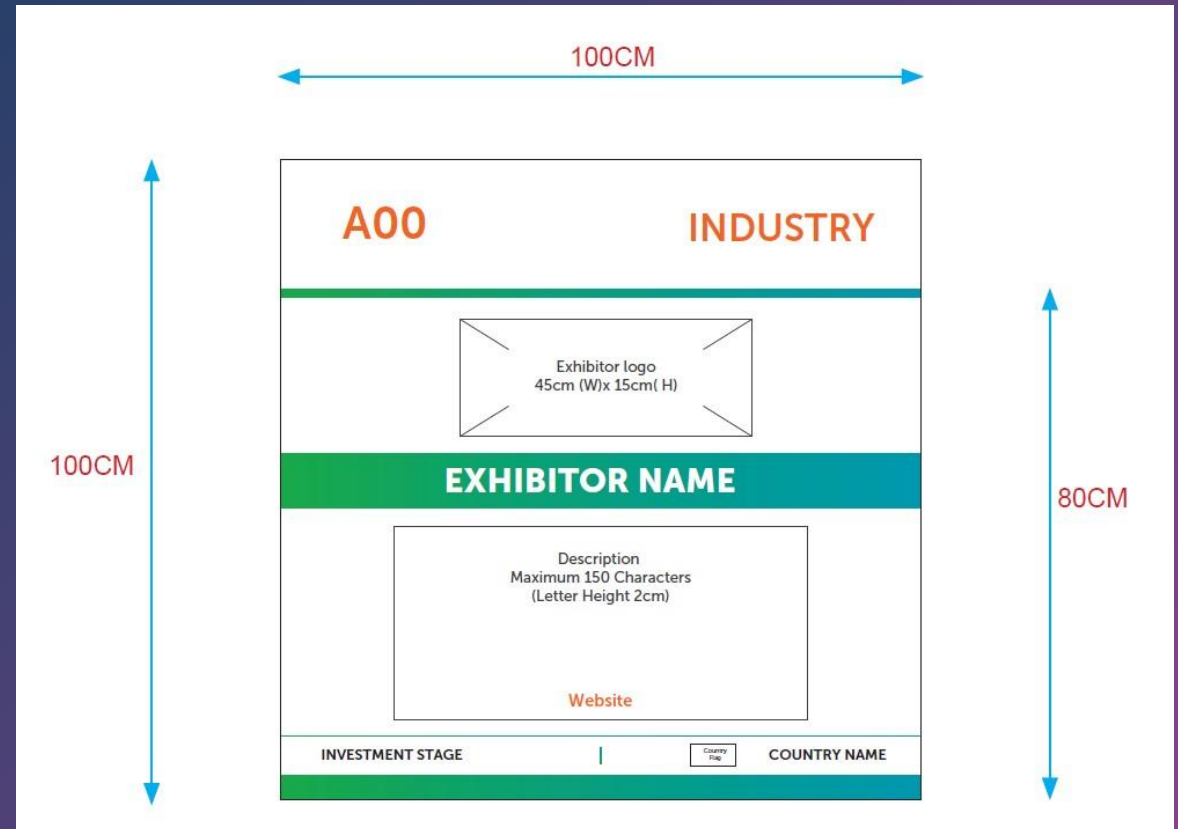 100CM
A00
INDUSTRY
Exhibitor logo
45cm (W)x 15cm( H)
100CM
EXHIBITOR NAME
80CM
Description
Maximum 150 Characters
(Letter Height 2cm)
Website
INVESTMENT STAGE
Country
Flag
COUNTRY NAME